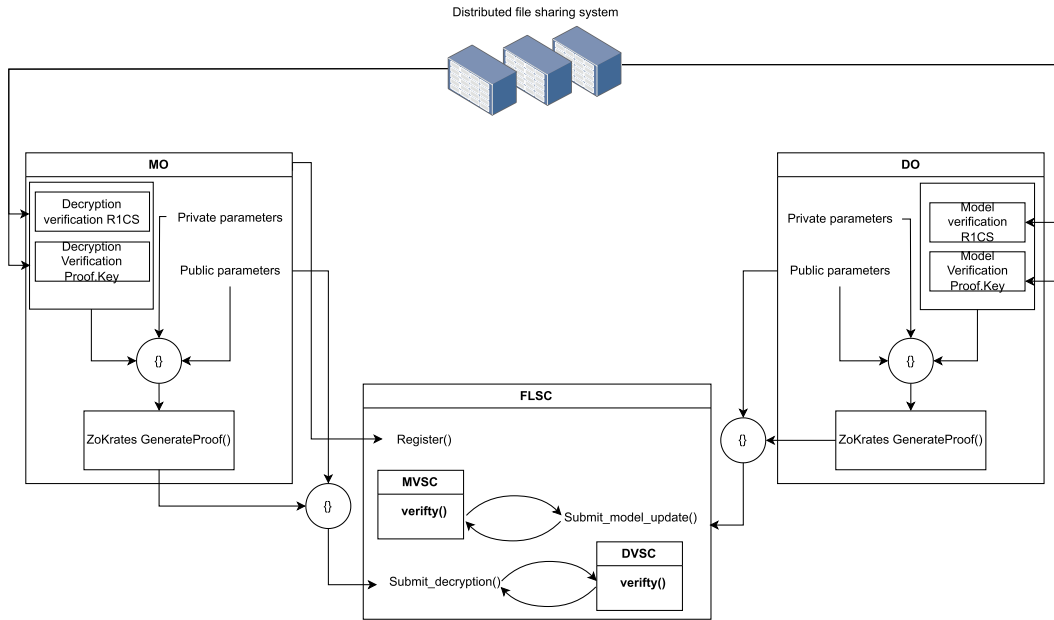 Distributed file sharing system
MO
Decryption
verification R1CS
Decryption
Verification
Proof.Key
Private parameters
Public parameters
{}
ZoKrates GenerateProof()
{}
DO
Private parameters
Public parameters
Model
verification
R1CS
Model
Verification
Proof.Key
{}
ZoKrates GenerateProof()
{}
FLSC
Register()
MVSC
verifty()
Submit_model_update()
DVSC
verifty()
Submit_decryption()